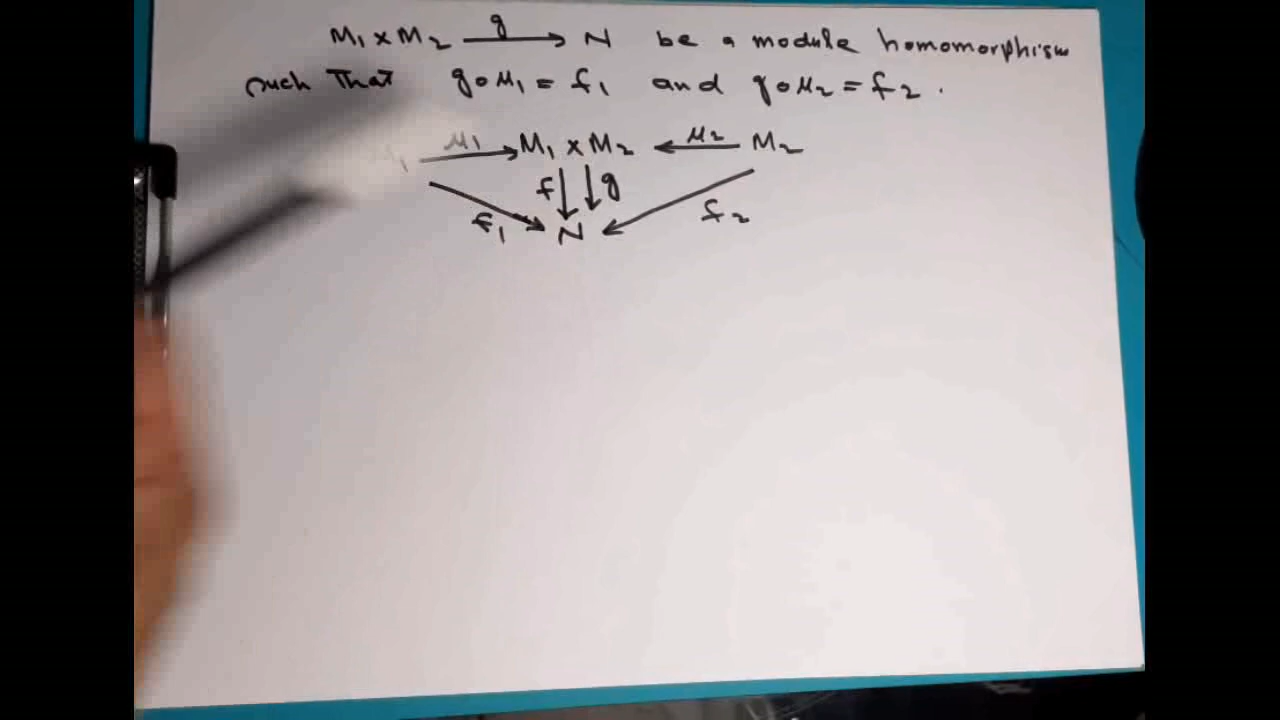 M₁ × M₂ —g→ N be a module homomorphism
such that g∘μ₁ = f₁ and g∘μ₂ = f₂.
μ₁ → M₁ × M₂ ←μ₂ M₂
f ↓ ↓ g
f₁ N f₂